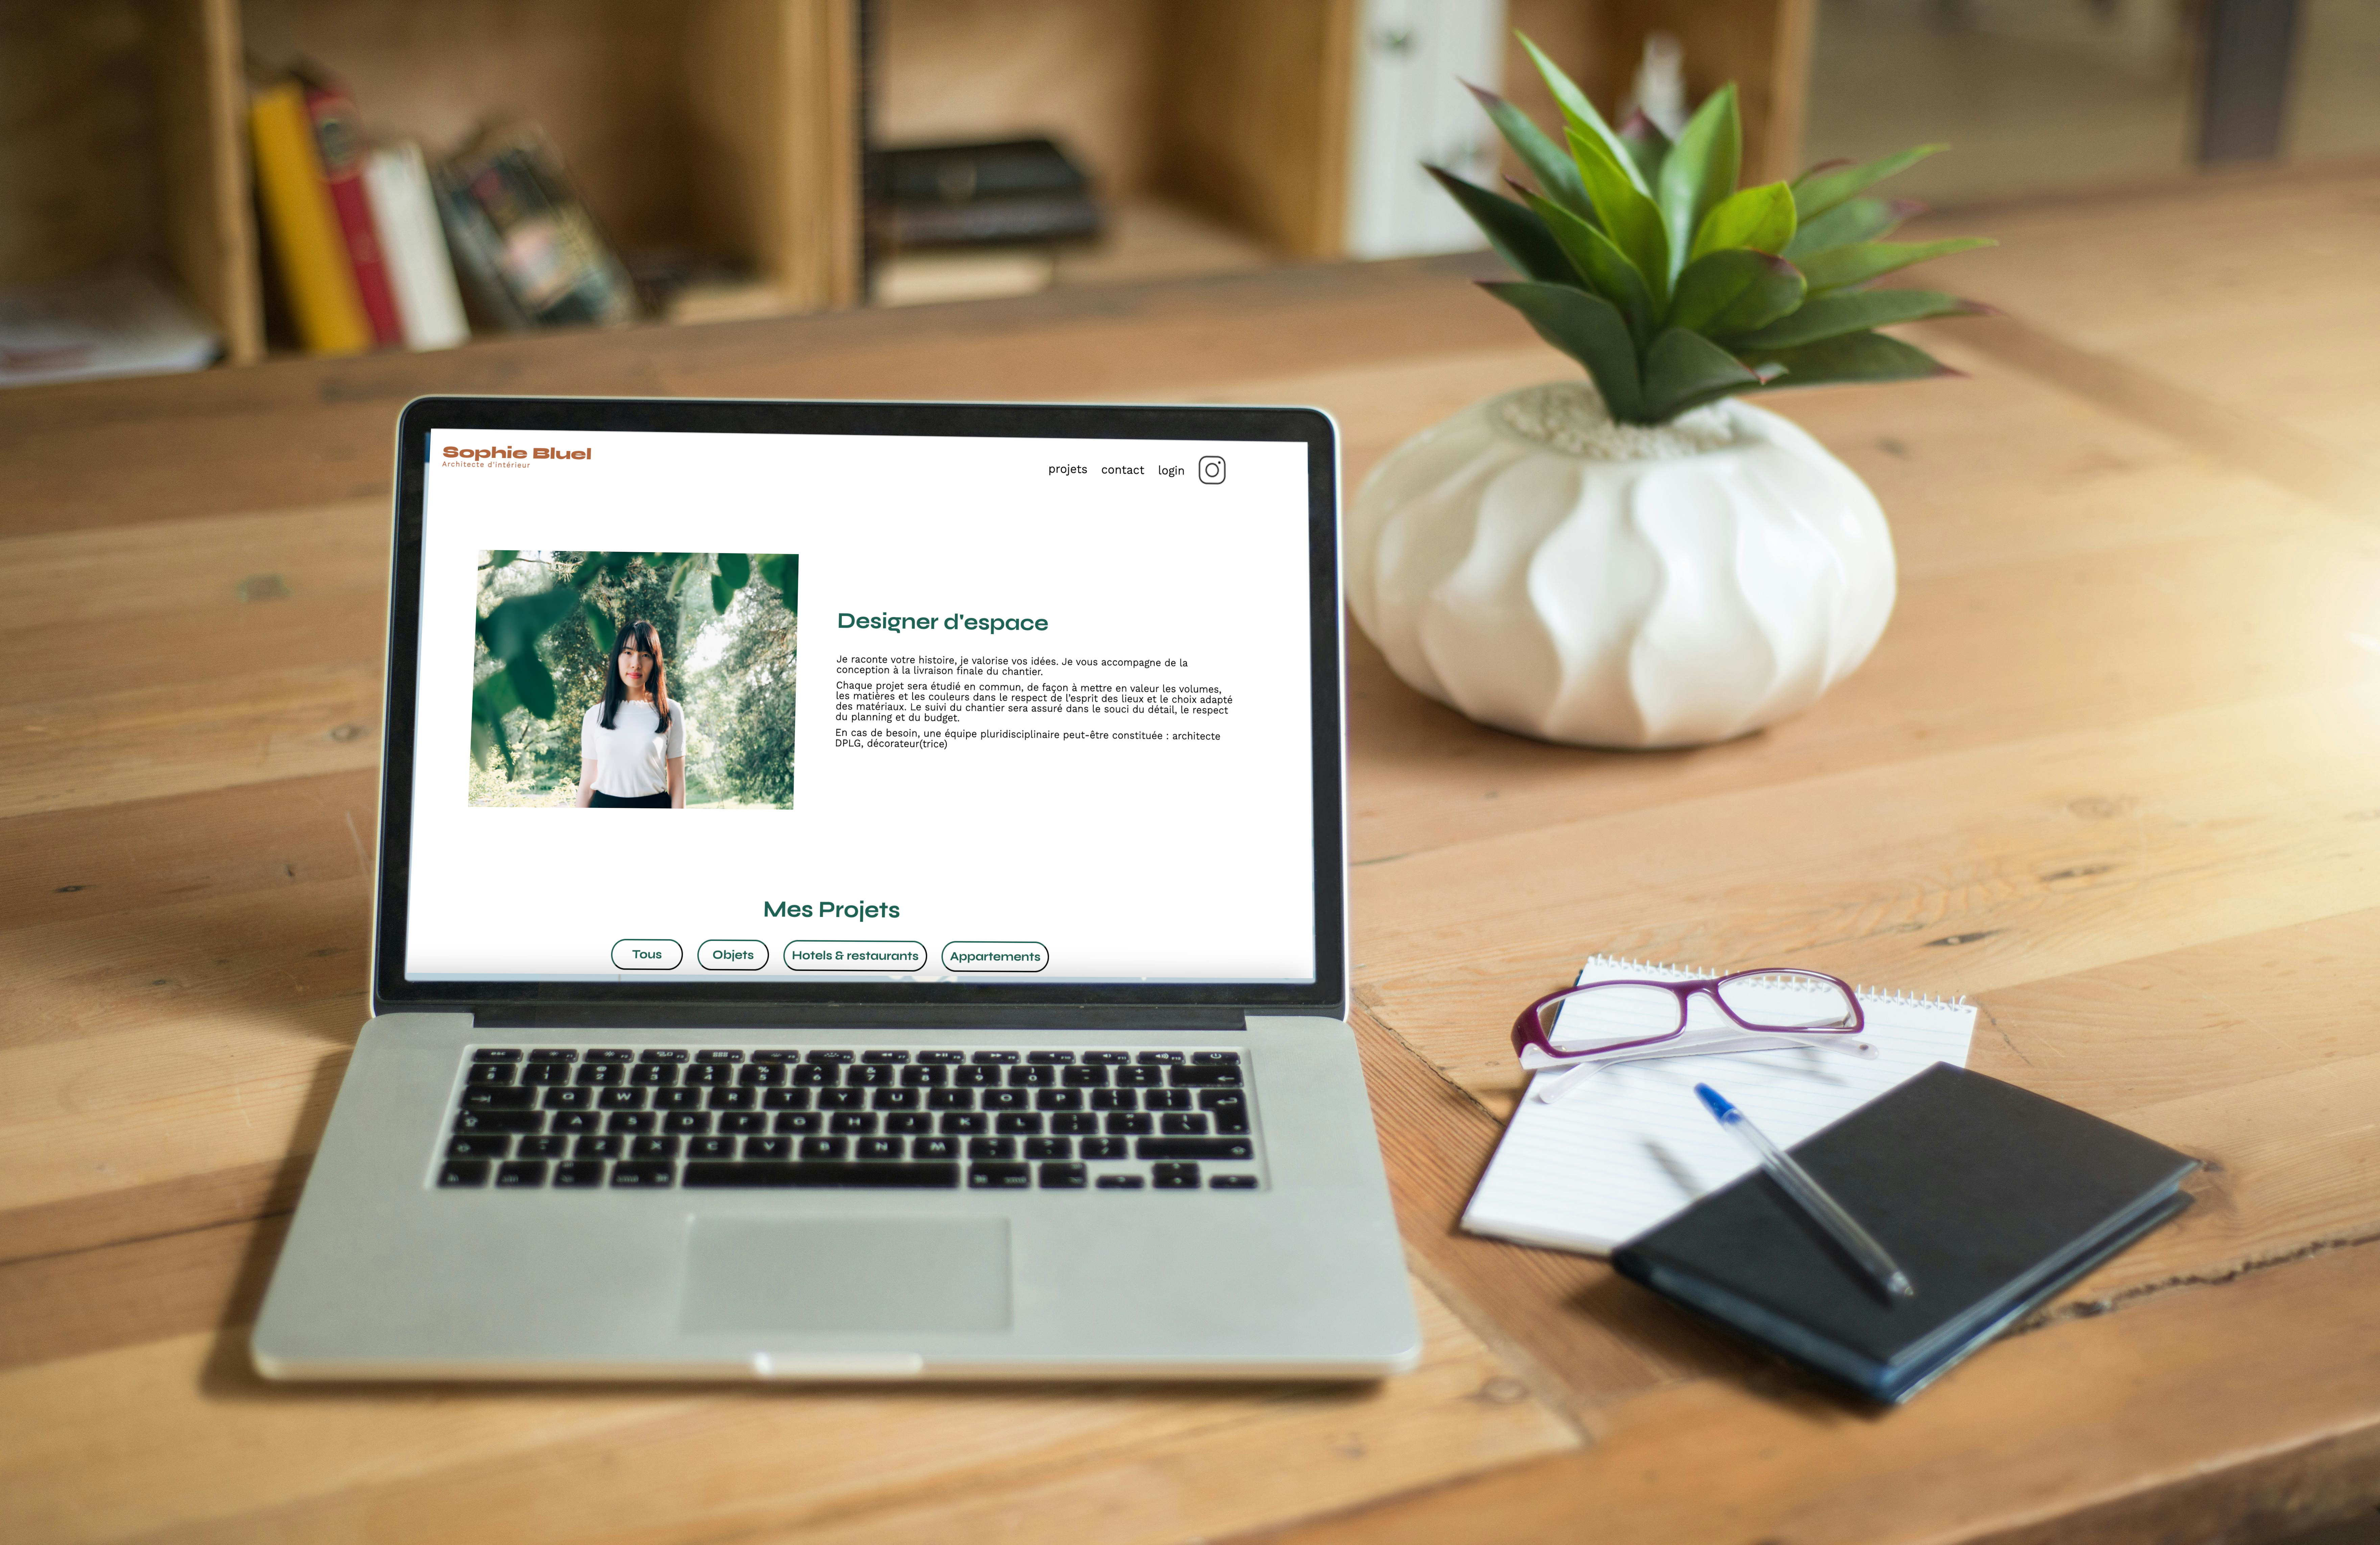 Sophie Bluel
Architecte d'intérieur
projets contact login
Designer d'espace
Je raconte votre histoire, je valorise vos idées. Je vous accompagne de la
conception à la livraison finale du chantier.
Chaque projet sera étudié en commun, de façon à mettre en valeur les volumes,
les matières et les couleurs dans le respect de l'esprit des lieux et le choix adapté
des matériaux. Le suivi du chantier sera assuré dans le souci du détail, le respect
du planning et du budget.
En cas de besoin, une équipe pluridisciplinaire peut-être constituée : architecte
DPLG, décorateur(trice)
Mes Projets
Tous Objets Hotels & restaurants Appartements
Q W E R T Y U I O P
A S D F G H J K L
Z X C V B N M